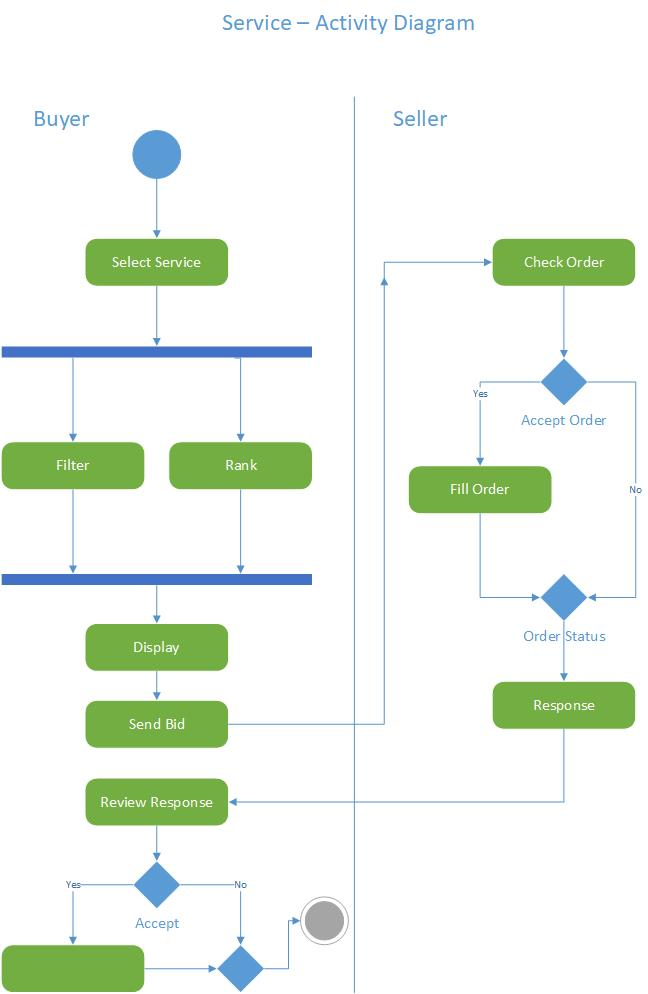 Service – Activity Diagram
Buyer
Seller
Select Service
Check Order
Yes
Accept Order
Filter
Rank
Fill Order
No
Order Status
Display
Response
Send Bid
Review Response
Yes
No
Accept